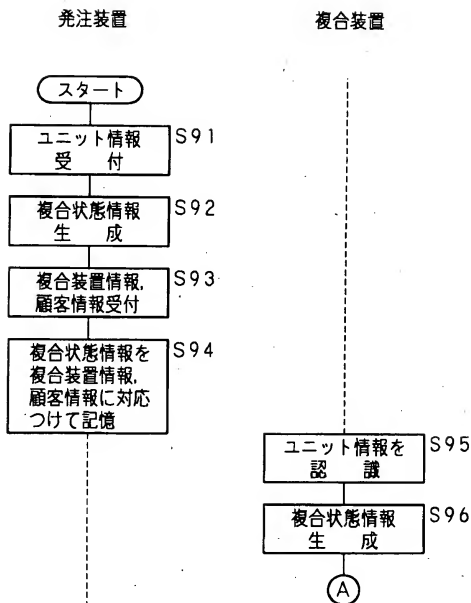 発注装置
複合装置
スタート
ユニット情報
受 付
S91
複合状態情報
生 成
S92
複合装置情報,
顧客情報受付
S93
複合状態情報を
複合装置情報,
顧客情報に対応
つけて記憶
S94
ユニット情報を
認 識
S95
複合状態情報
生 成
S96
A